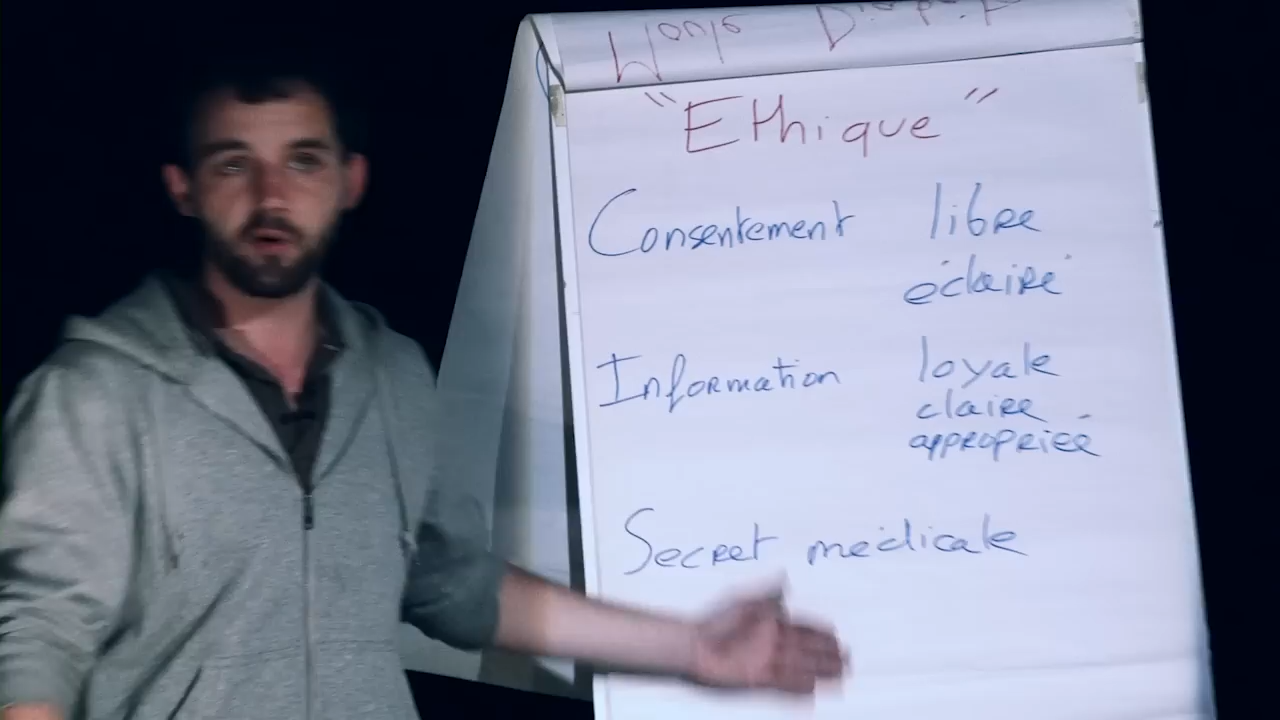 "Ethique"
Consentement libre
éclairé
Information loyale
claire
appropriée
Secret médicale